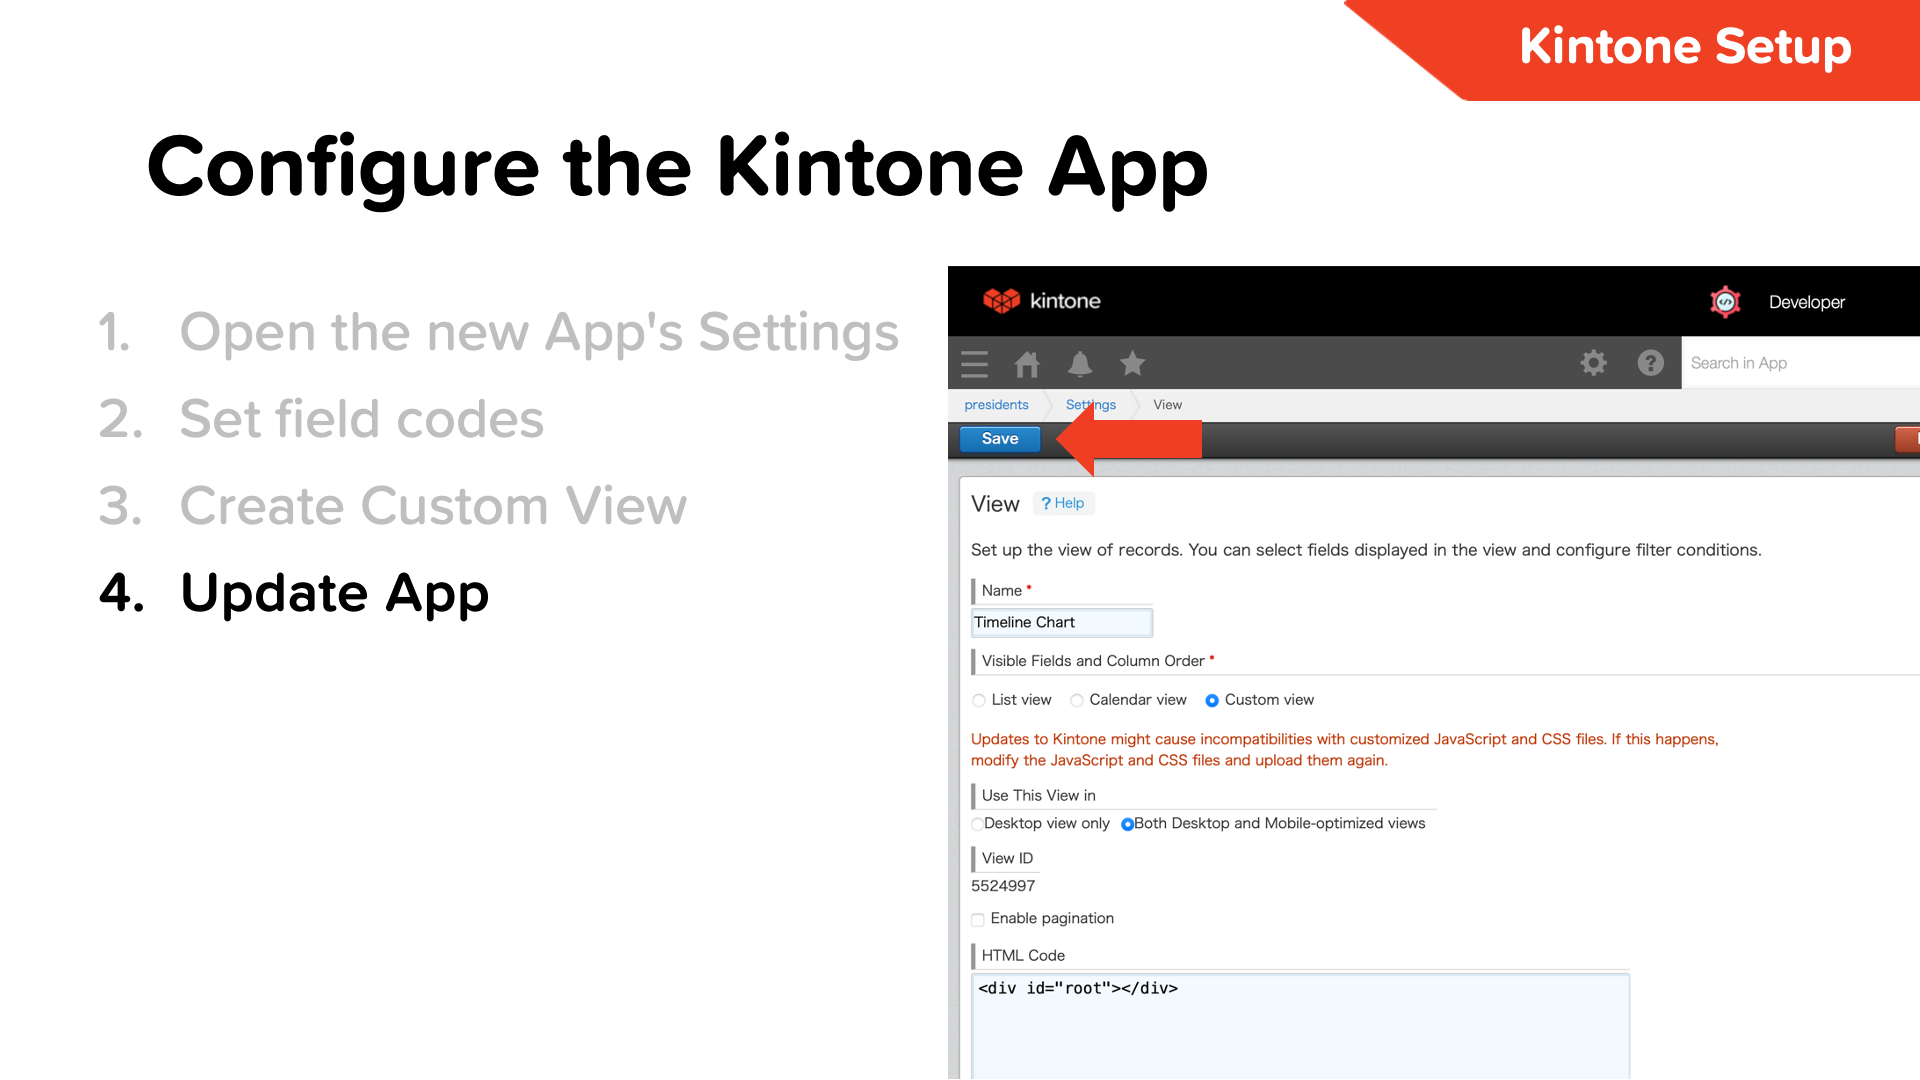 Kintone Setup
Configure the Kintone App
1. Open the new App's Settings
2. Set field codes
3. Create Custom View
4. Update App
kintone
Developer
Search in App
presidents Settings View
Save
View ? Help
Set up the view of records. You can select fields displayed in the view and configure filter conditions.
Name *
Timeline Chart
Visible Fields and Column Order *
List view Calendar view Custom view
Updates to Kintone might cause incompatibilities with customized JavaScript and CSS files. If this happens,
modify the JavaScript and CSS files and upload them again.
Use This View in
Desktop view only Both Desktop and Mobile-optimized views
View ID
5524997
Enable pagination
HTML Code
<div id="root"></div>